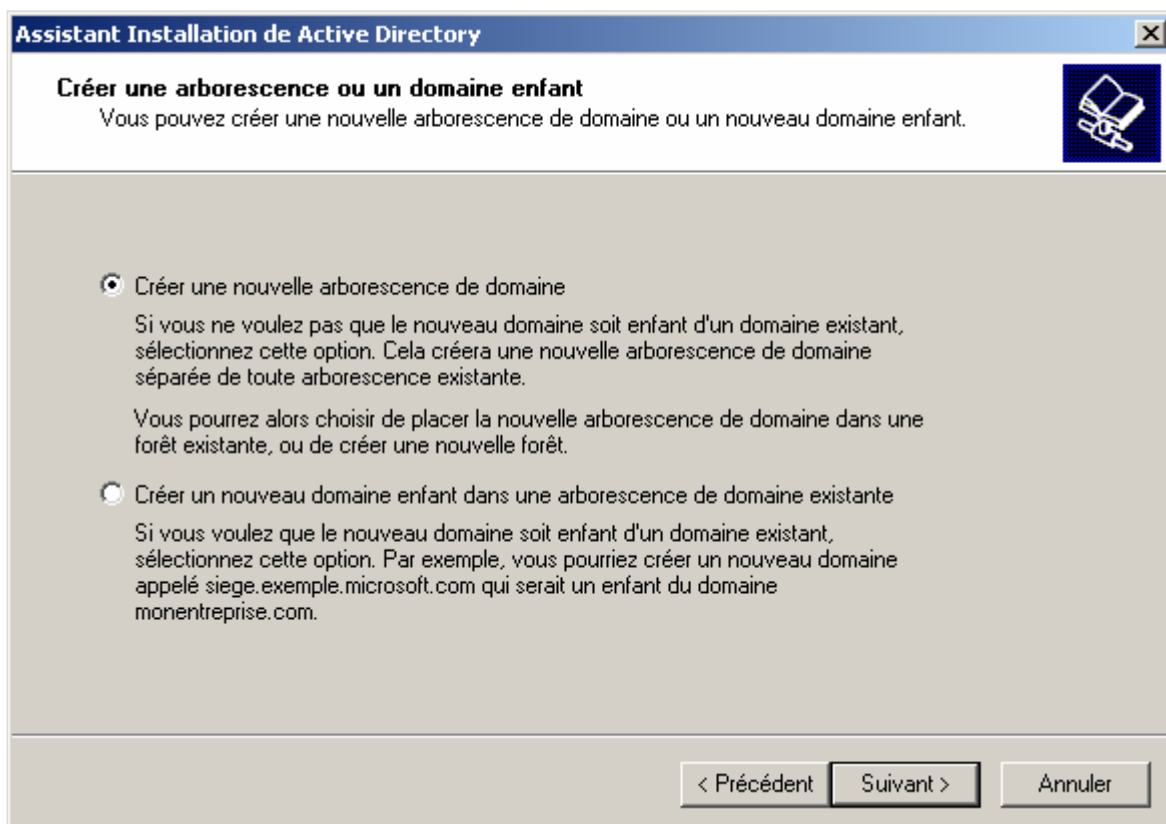 Assistant Installation de Active Directory
Créer une arborescence ou un domaine enfant
Vous pouvez créer une nouvelle arborescence de domaine ou un nouveau domaine enfant.
Créer une nouvelle arborescence de domaine
Si vous ne voulez pas que le nouveau domaine soit enfant d'un domaine existant,
sélectionnez cette option. Cela créera une nouvelle arborescence de domaine
séparée de toute arborescence existante.
Vous pourrez alors choisir de placer la nouvelle arborescence de domaine dans une
forêt existante, ou de créer une nouvelle forêt.
Créer un nouveau domaine enfant dans une arborescence de domaine existante
Si vous voulez que le nouveau domaine soit enfant d'un domaine existant,
sélectionnez cette option. Par exemple, vous pourriez créer un nouveau domaine
appelé siege.exemple.microsoft.com qui serait un enfant du domaine
monentreprise.com.
< Précédent Suivant > Annuler